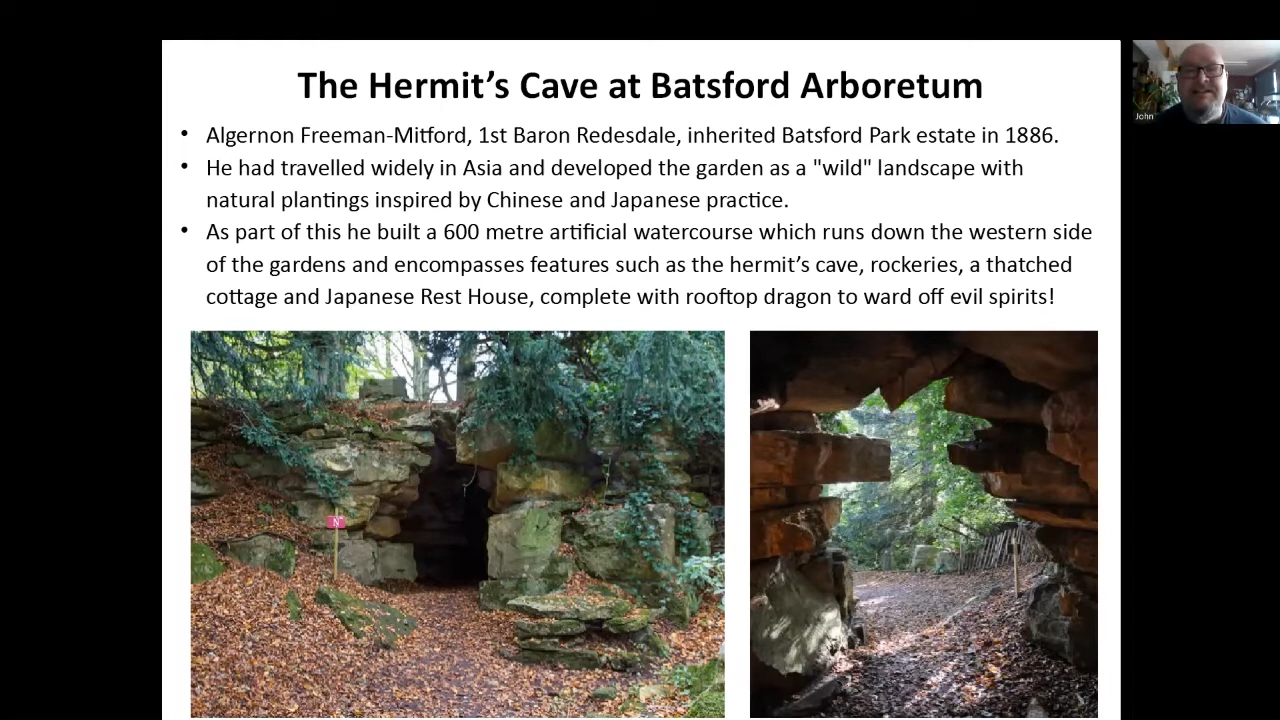 The Hermit’s Cave at Batsford Arboretum
• Algernon Freeman-Mitford, 1st Baron Redesdale, inherited Batsford Park estate in 1886.
• He had travelled widely in Asia and developed the garden as a "wild" landscape with
natural plantings inspired by Chinese and Japanese practice.
• As part of this he built a 600 metre artificial watercourse which runs down the western side
of the gardens and encompasses features such as the hermit’s cave, rockeries, a thatched
cottage and Japanese Rest House, complete with rooftop dragon to ward off evil spirits!
John
N